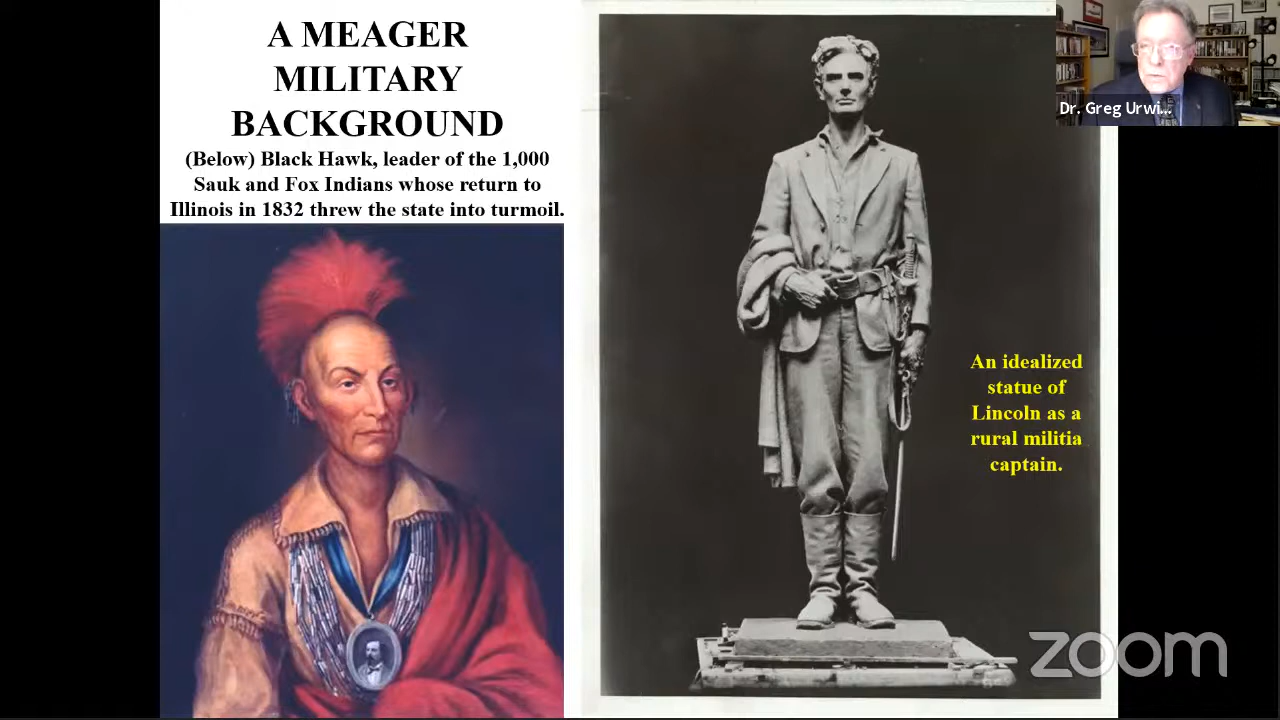 A MEAGER
MILITARY
BACKGROUND
(Below) Black Hawk, leader of the 1,000
Sauk and Fox Indians whose return to
Illinois in 1832 threw the state into turmoil.
Dr. Greg Urwi...
An idealized
statue of
Lincoln as a
rural militia
captain.
zoom